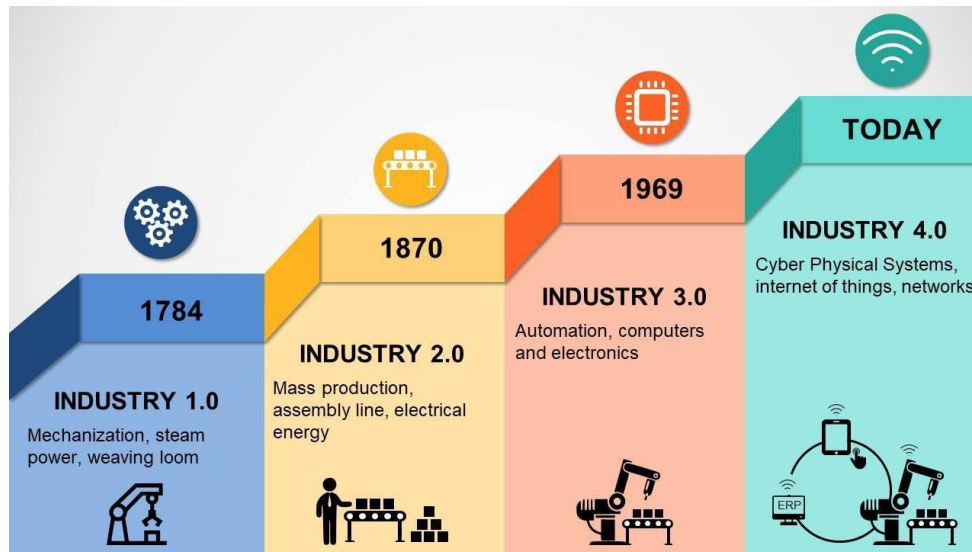 1784
INDUSTRY 1.0
Mechanization, steam
power, weaving loom
1870
INDUSTRY 2.0
Mass production,
assembly line, electrical
energy
1969
INDUSTRY 3.0
Automation, computers
and electronics
TODAY
INDUSTRY 4.0
Cyber Physical Systems,
internet of things, networks
ERP